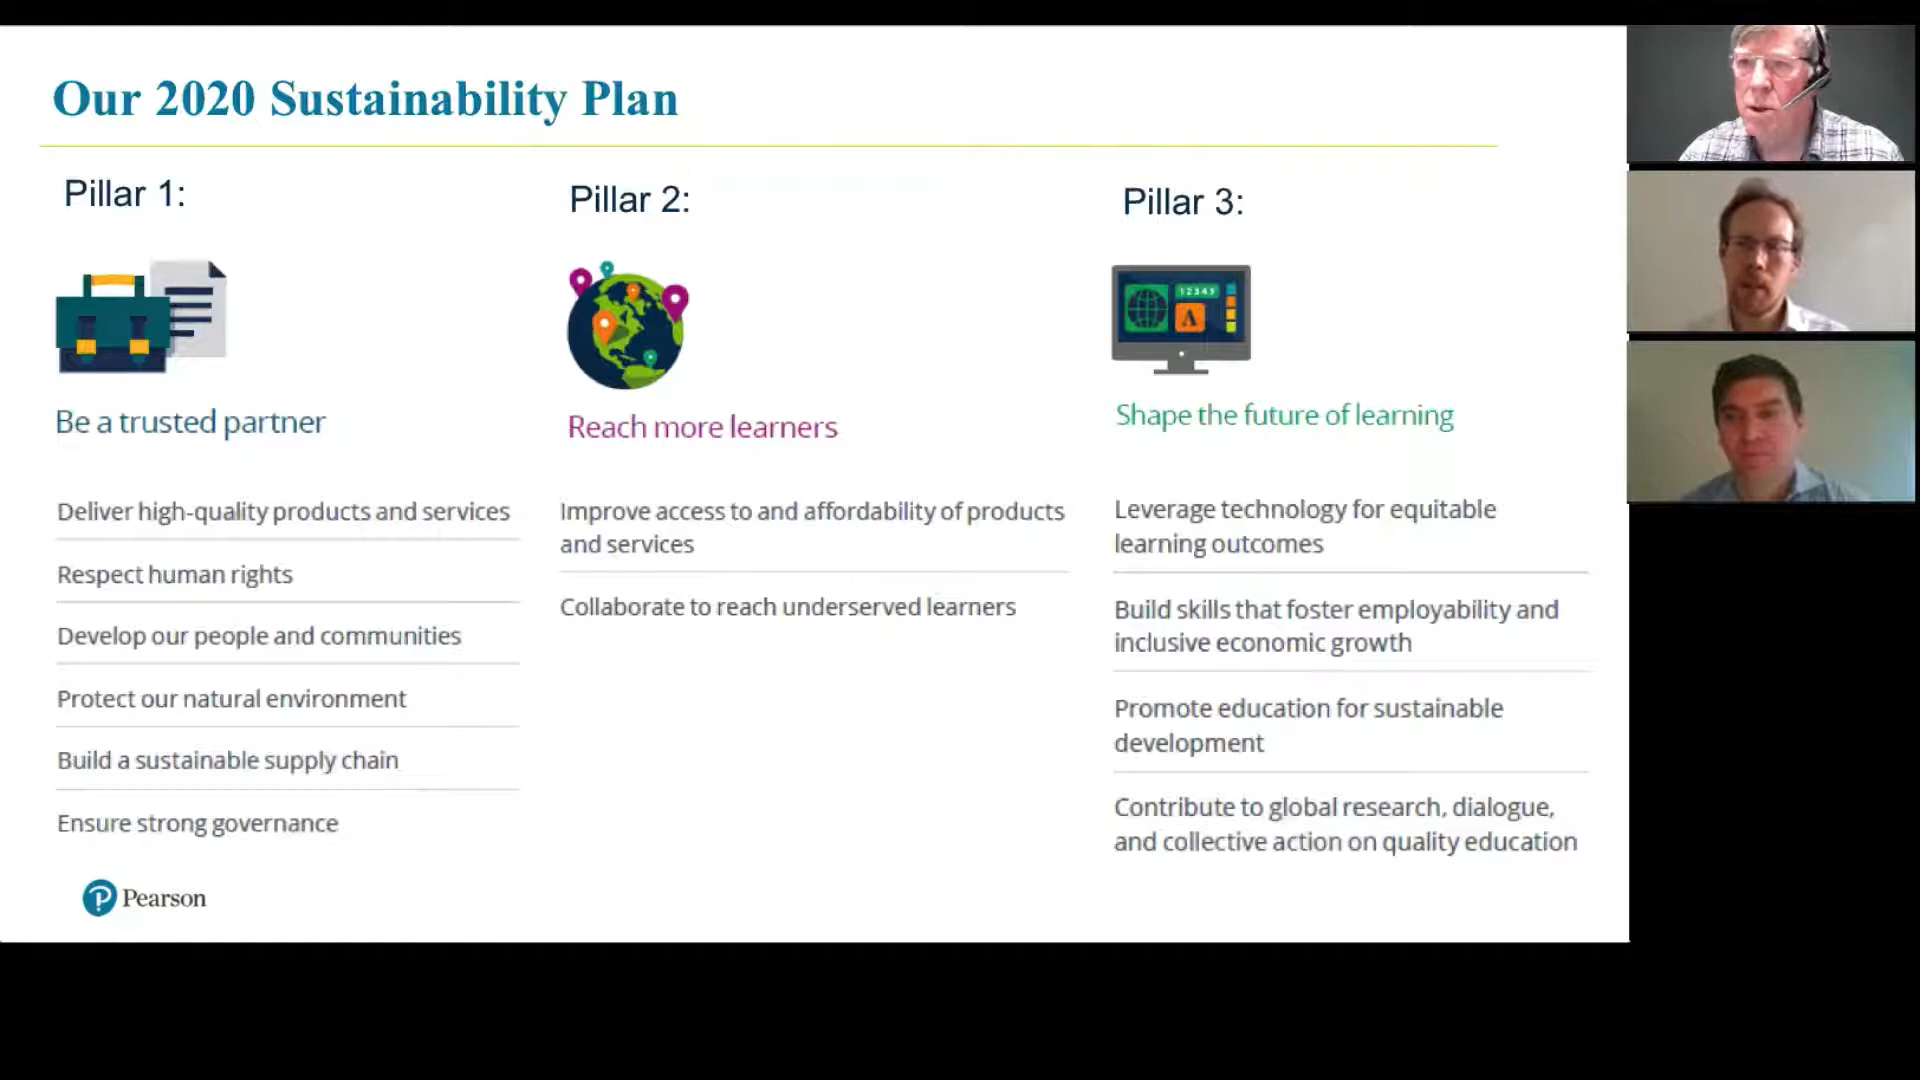 Our 2020 Sustainability Plan
Pillar 1:
Be a trusted partner
Deliver high-quality products and services
Respect human rights
Develop our people and communities
Protect our natural environment
Build a sustainable supply chain
Ensure strong governance
Pillar 2:
Reach more learners
Improve access to and affordability of products
and services
Collaborate to reach underserved learners
Pillar 3:
12345
A
Shape the future of learning
Leverage technology for equitable
learning outcomes
Build skills that foster employability and
inclusive economic growth
Promote education for sustainable
development
Contribute to global research, dialogue,
and collective action on quality education
P Pearson